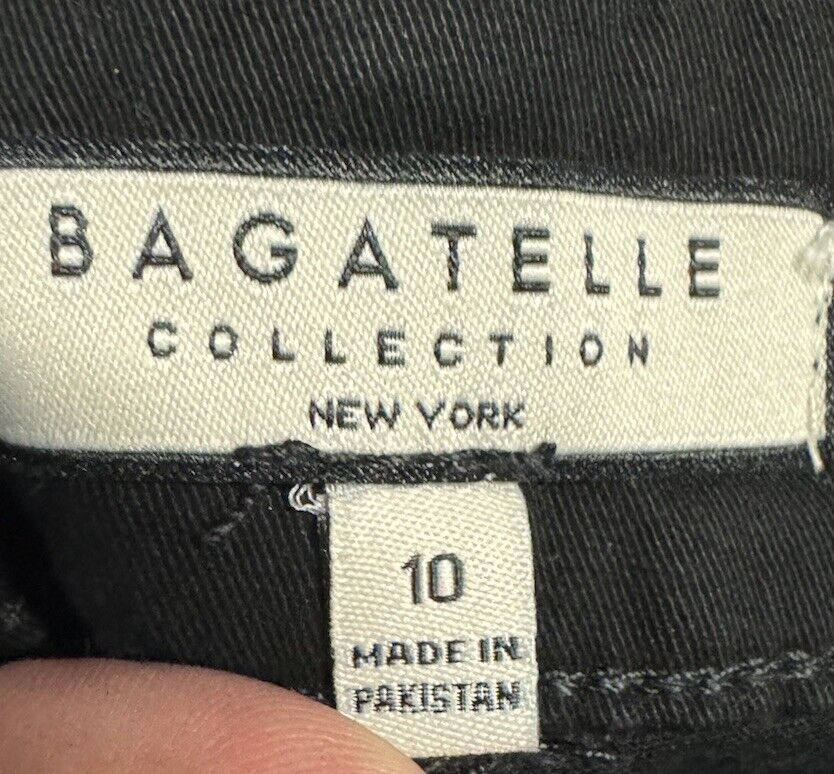 BAGATELLE
COLLECTION
NEW YORK
10
MADE IN
PAKISTAN